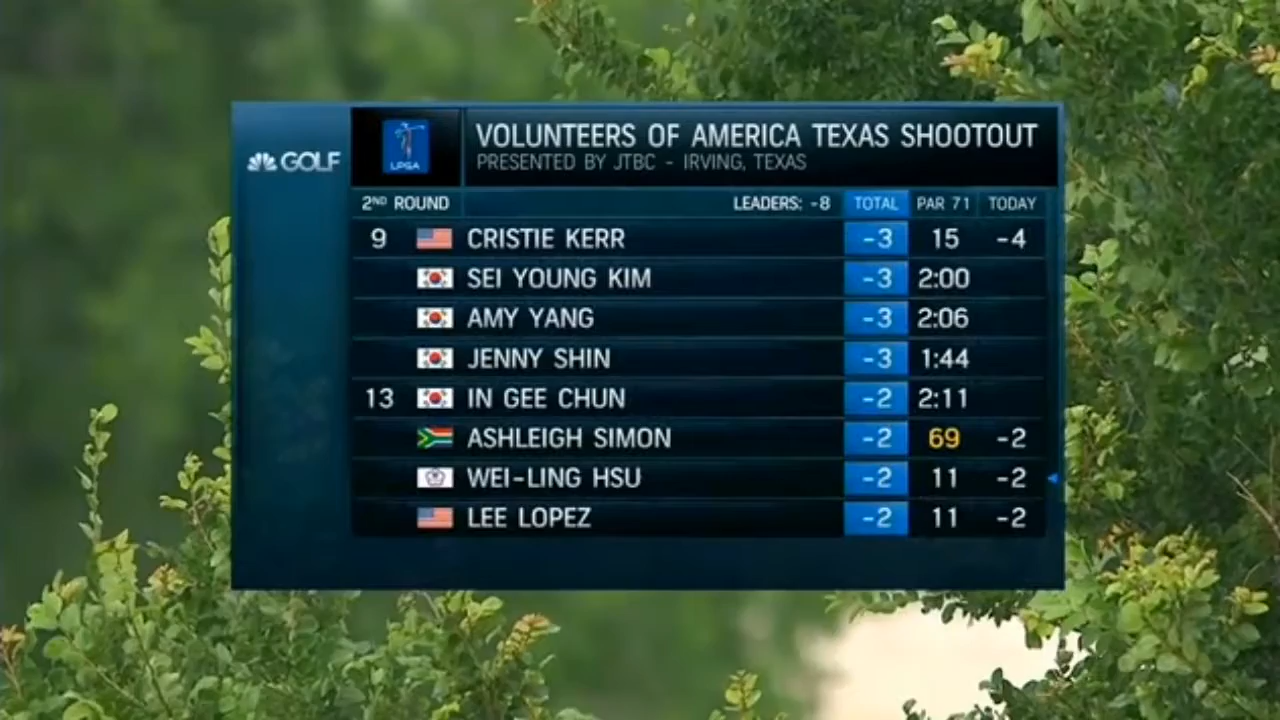 GOLF
LPGA
VOLUNTEERS OF AMERICA TEXAS SHOOTOUT
PRESENTED BY JTBC - IRVING, TEXAS
2ND ROUND LEADERS: -8 TOTAL PAR 71 TODAY
9 CRISTIE KERR -3 15 -4
SEI YOUNG KIM -3 2:00
AMY YANG -3 2:06
JENNY SHIN -3 1:44
13 IN GEE CHUN -2 2:11
ASHLEIGH SIMON -2 69 -2
WEI-LING HSU -2 11 -2
LEE LOPEZ -2 11 -2